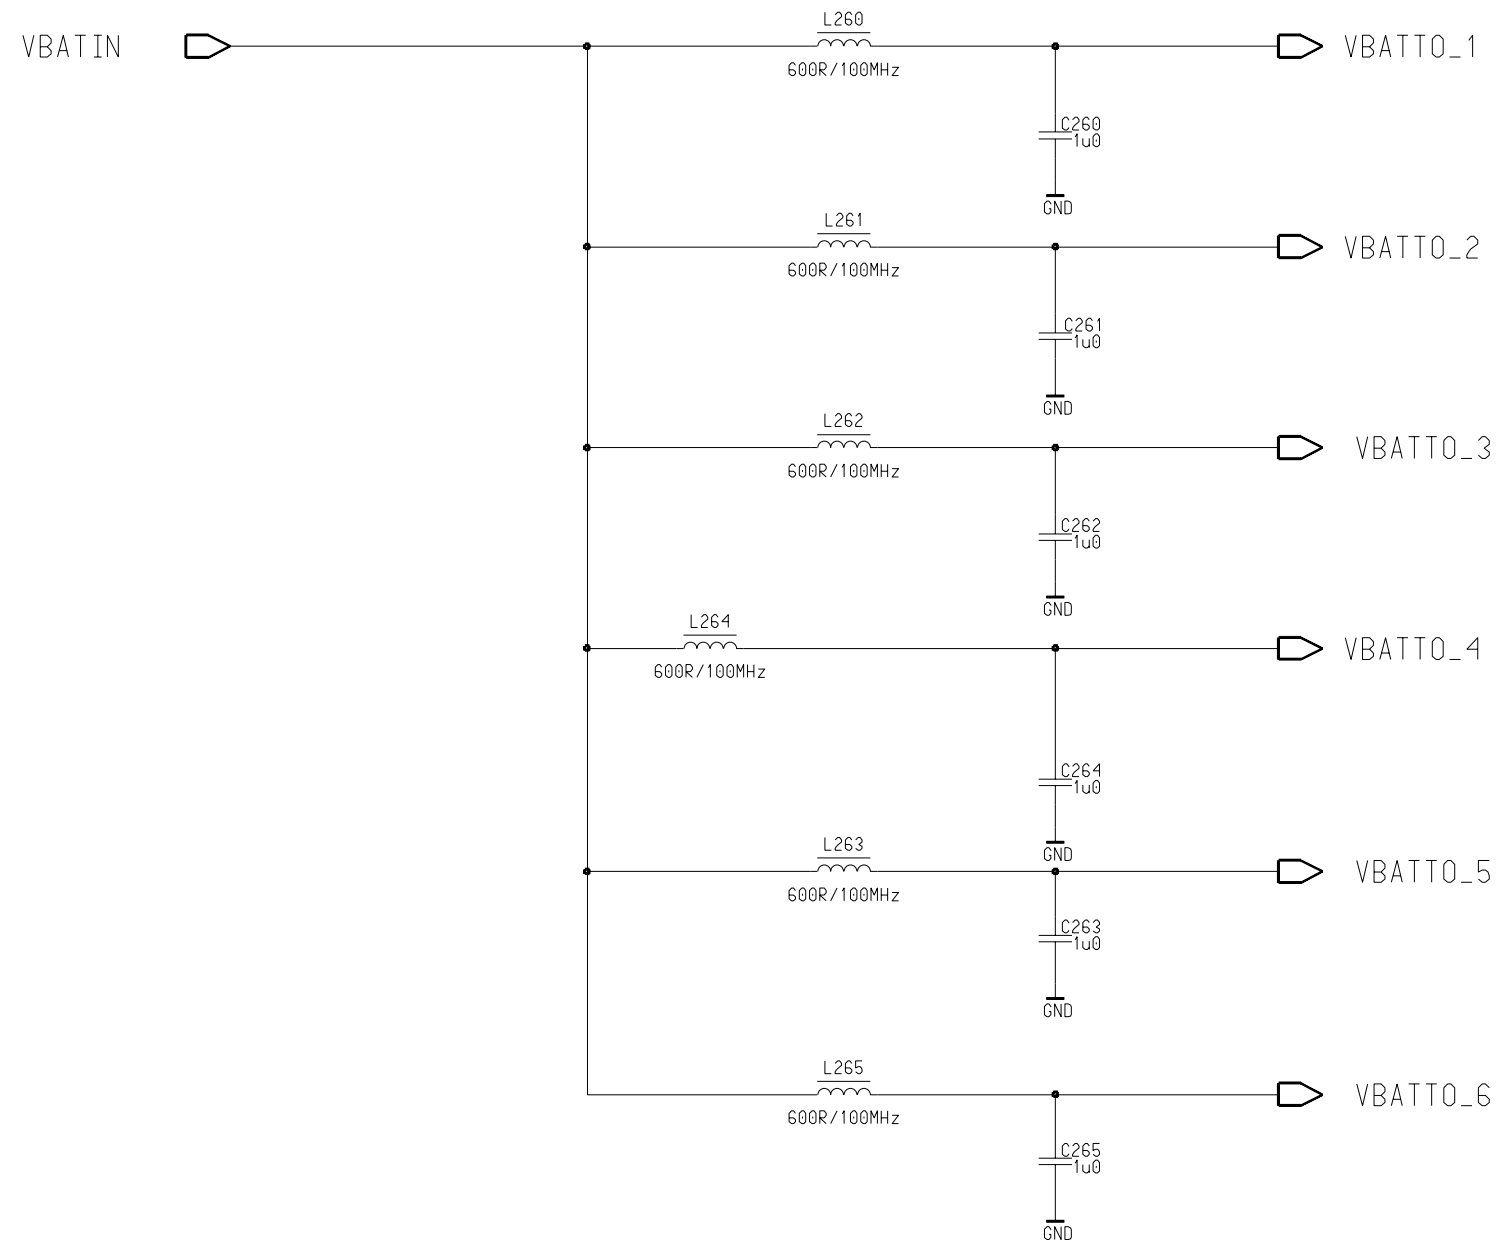 L260
VBATIN
VBATTO_1
600R/100MHz
C260
1u0
GND
L261
VBATTO_2
600R/100MHz
C261
1u0
GND
L262
VBATTO_3
600R/100MHz
C262
1u0
GND
L264
VBATTO_4
600R/100MHz
C264
1u0
L263
GND
VBATTO_5
600R/100MHz
C263
1u0
GND
L265
VBATTO_6
600R/100MHz
C265
1u0
GND